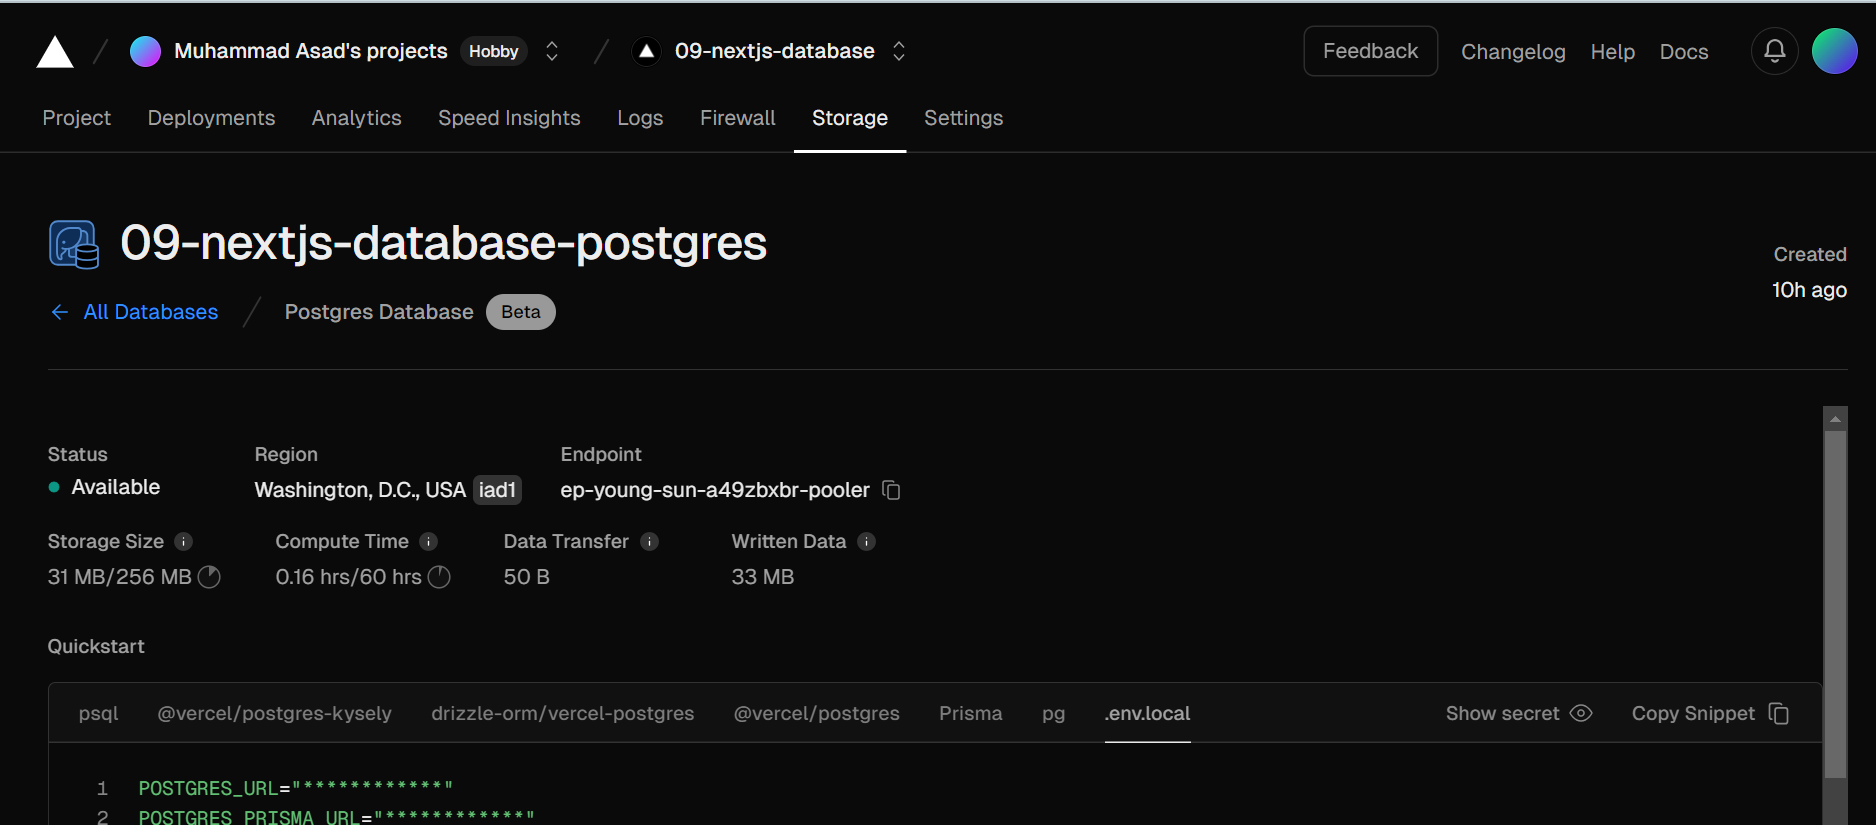 Muhammad Asad's projects Hobby 09-nextjs-database Feedback Changelog Help Docs
Project Deployments Analytics Speed Insights Logs Firewall Storage Settings
09-nextjs-database-postgres
Created
10h ago
← All Databases / Postgres Database Beta
Status Region Endpoint
Available Washington, D.C., USA iad1 ep-young-sun-a49zbxbr-pooler
Storage Size Compute Time Data Transfer Written Data
31 MB/256 MB 0.16 hrs/60 hrs 50 B 33 MB
Quickstart
psql @vercel/postgres-kysely drizzle-orm/vercel-postgres @vercel/postgres Prisma pg .env.local Show secret Copy Snippet
1 POSTGRES_URL="************"
2 POSTGRES_PRISMA_URL="************"